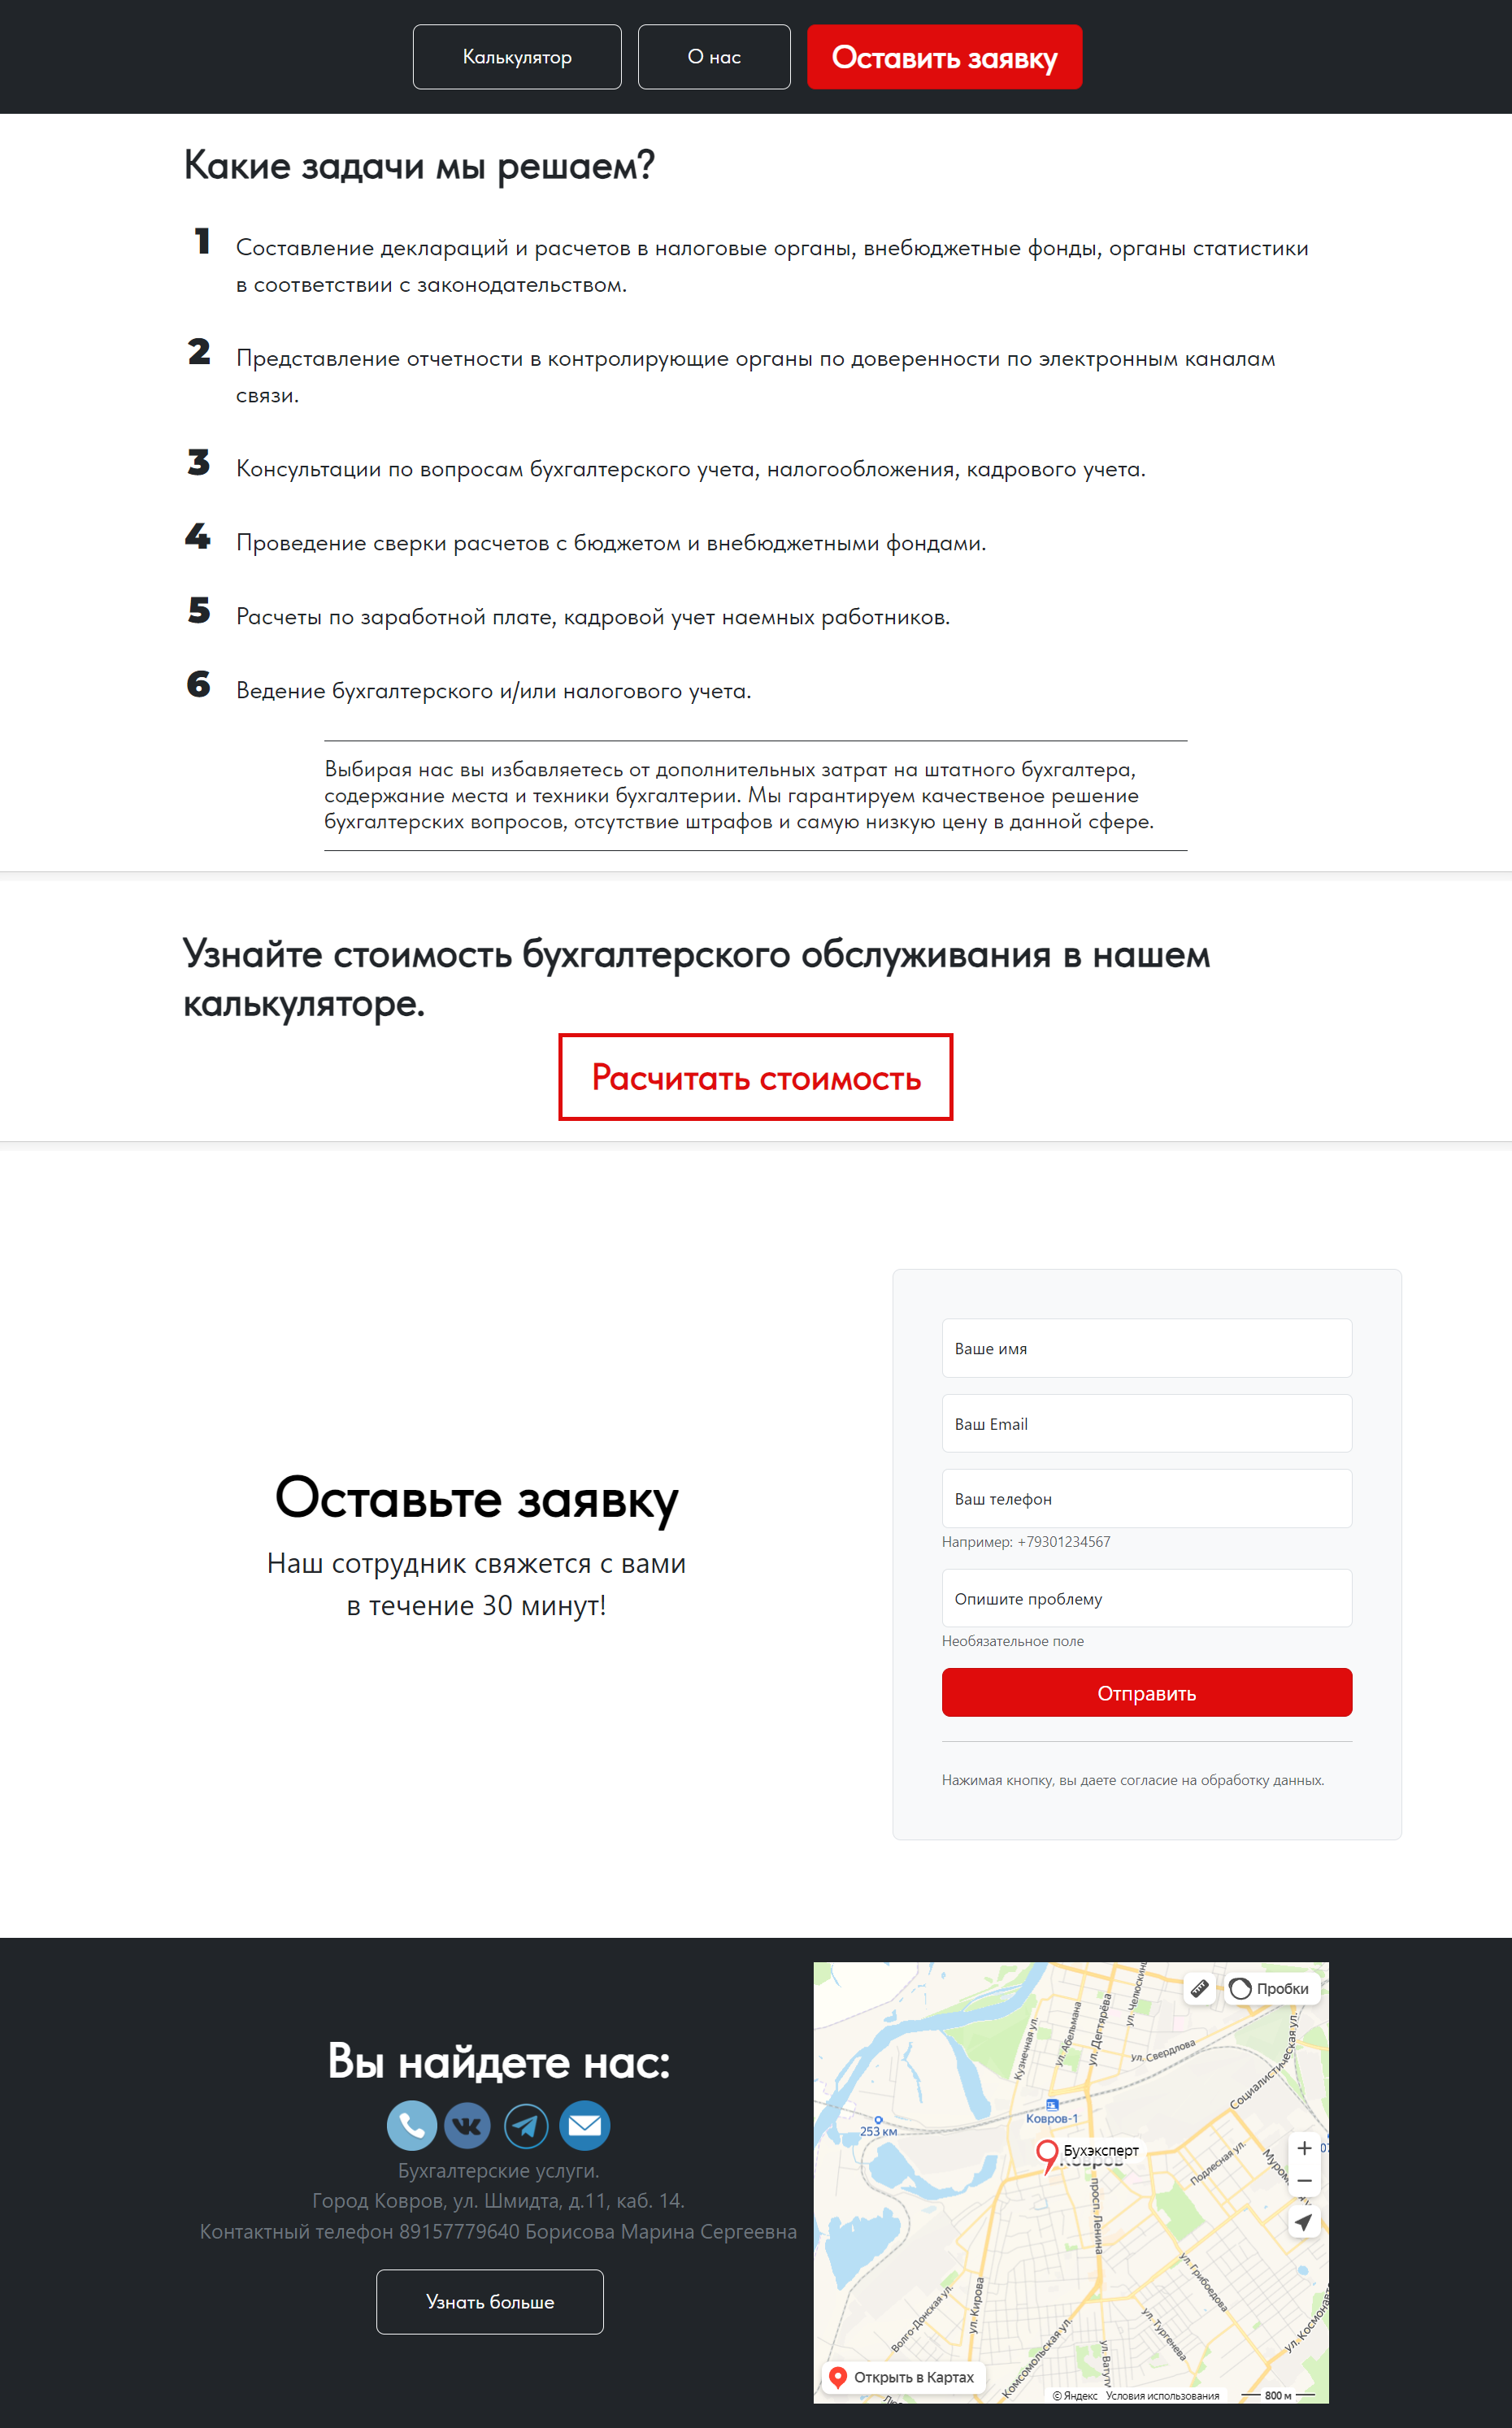 Калькулятор
О нас
Оставить заявку
Какие задачи мы решаем?
1
Составление деклараций и расчетов в налоговые органы, внебюджетные фонды, органы статистики
в соответствии с законодательством.
2
Представление отчетности в контролирующие органы по доверенности по электронным каналам
связи.
3
Консультации по вопросам бухгалтерского учета, налогообложения, кадрового учета.
4
Проведение сверки расчетов с бюджетом и внебюджетными фондами.
5
Расчеты по заработной плате, кадровой учет наемных работников.
6
Ведение бухгалтерского и/или налогового учета.
Выбирая нас вы избавляетесь от дополнительных затрат на штатного бухгалтера,
содержание места и техники бухгалтерии. Мы гарантируем качественое решение
бухгалтерских вопросов, отсутствие штрафов и самую низкую цену в данной сфере.
Узнайте стоимость бухгалтерского обслуживания в нашем
калькуляторе.
Расчитать стоимость
Оставьте заявку
Наш сотрудник свяжется с вами
в течение 30 минут!
Ваше имя
Ваш Email
Ваш телефон
Например: +79301234567
Опишите проблему
Необязательное поле
Отправить
Нажимая кнопку, вы даете согласие на обработку данных.
Вы найдете нас:
Бухгалтерские услуги.
Город Ковров, ул. Шмидта, д.11, каб. 14.
Контактный телефон 89157779640 Борисова Марина Сергеевна
Узнать больше
Пробки
Кузнечная ул.
ул. Абельмана
ул. Дегтярёва
ул. Свердлова
Социалистическая ул.
Ковров-1
253 км
Бухэксперт
Ковров
Подлесная ул.
просп. Ленина
ул. Грибоедова
ул. Кирова
Волго-Донская ул.
Комсомольская ул.
ул. Тургенева
Открыть в Картах
© Яндекс Условия использования
800 м